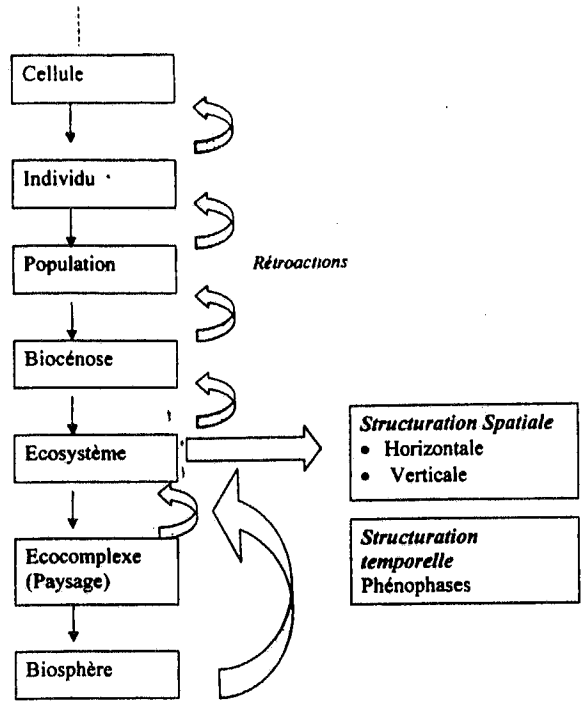 Cellule
Individu
Population
Rétroactions
Biocénose
Ecosystème
Structuration Spatiale
• Horizontale
• Verticale
Structuration
temporelle
Phénophases
Ecocomplexe
(Paysage)
Biosphère